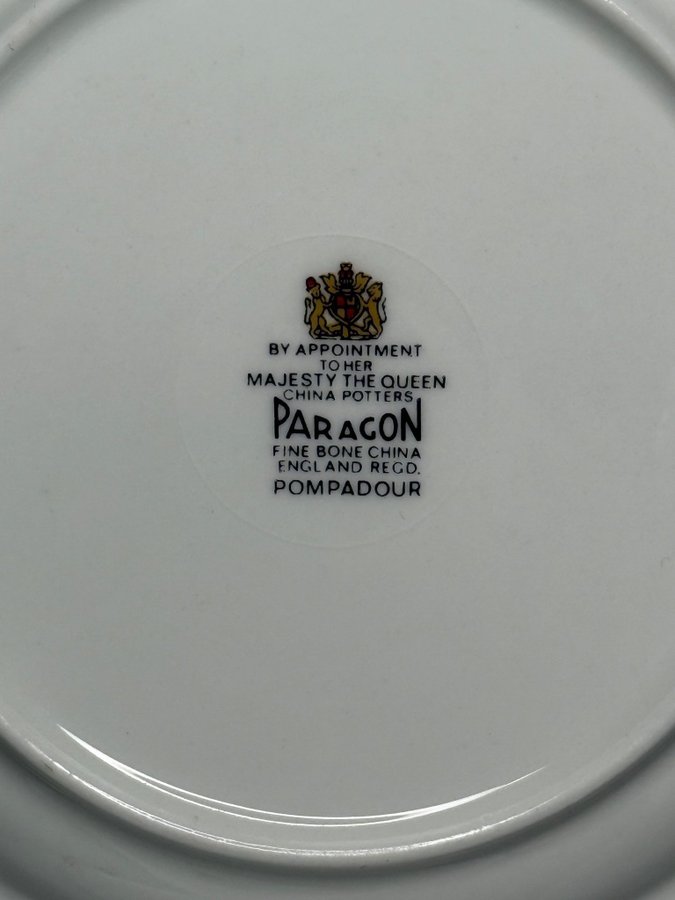 BY APPOINTMENT
TO HER
MAJESTY THE QUEEN
CHINA POTTERS
PARAGON
FINE BONE CHINA
ENGLAND REGD.
POMPADOUR